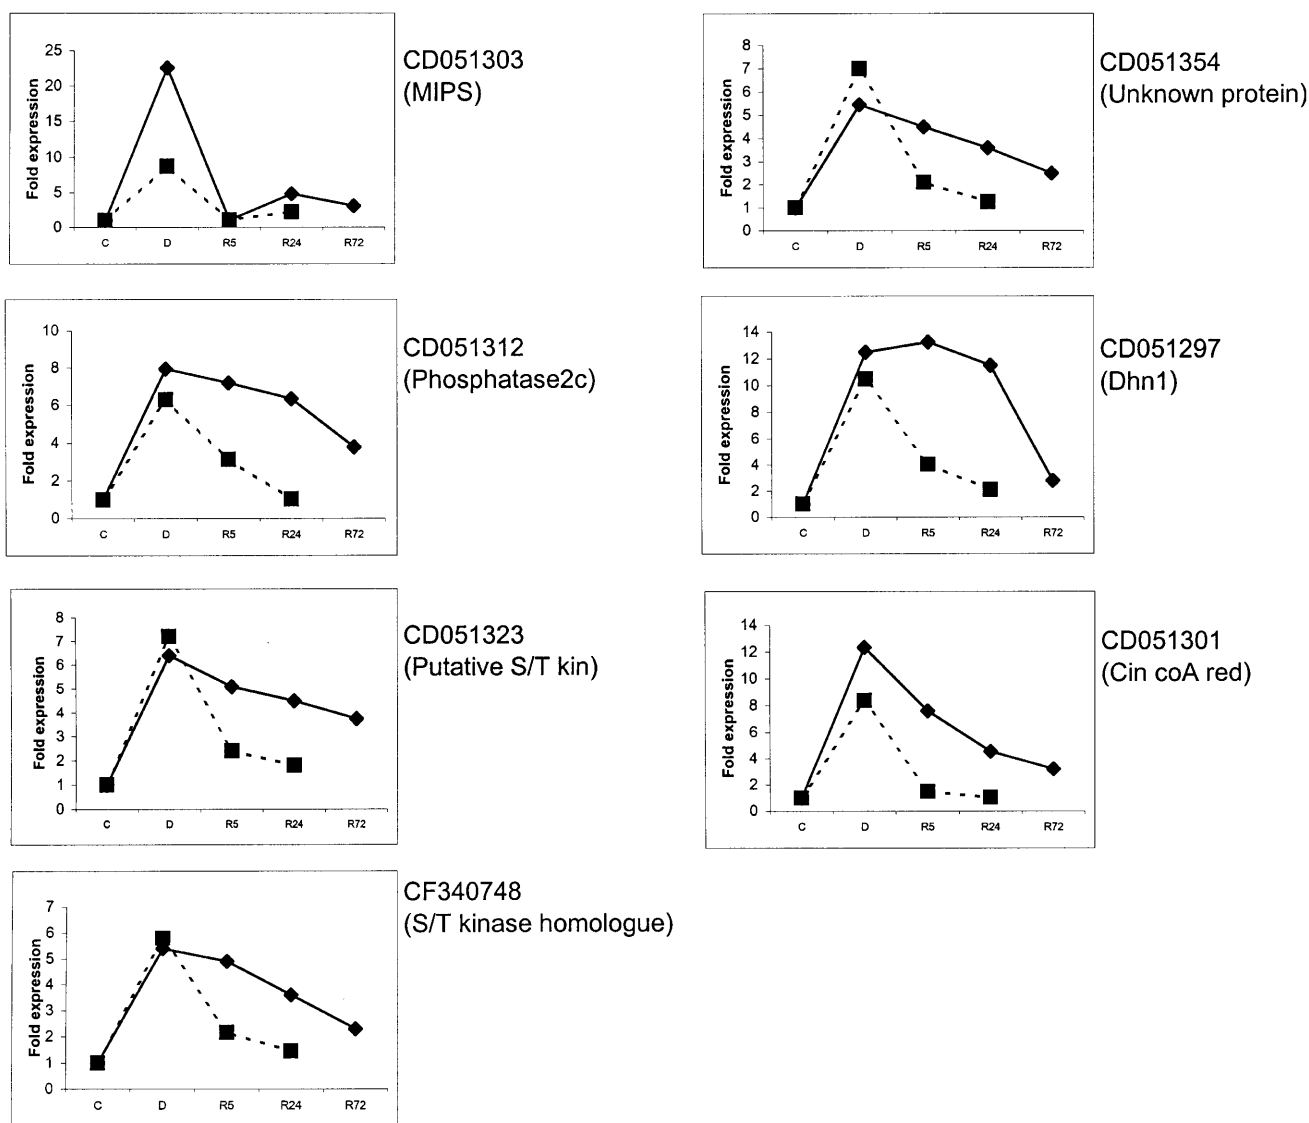 25
20
15
10
5
0
Fold expression
C D R5 R24 R72
CD051303
(MIPS)
8
7
6
5
4
3
2
1
0
Fold expression
C D R5 R24 R72
CD051354
(Unknown protein)
10
8
6
4
2
0
Fold expression
C D R5 R24 R72
CD051312
(Phosphatase2c)
14
12
10
8
6
4
2
0
Fold expression
C D R5 R24 R72
CD051297
(Dhn1)
8
7
6
5
4
3
2
1
0
Fold expression
C D R5 R24 R72
CD051323
(Putative S/T kin)
14
12
10
8
6
4
2
0
Fold expression
C D R5 R24 R72
CD051301
(Cin coA red)
7
6
5
4
3
2
1
0
Fold expression
C D R5 R24 R72
CF340748
(S/T kinase homologue)